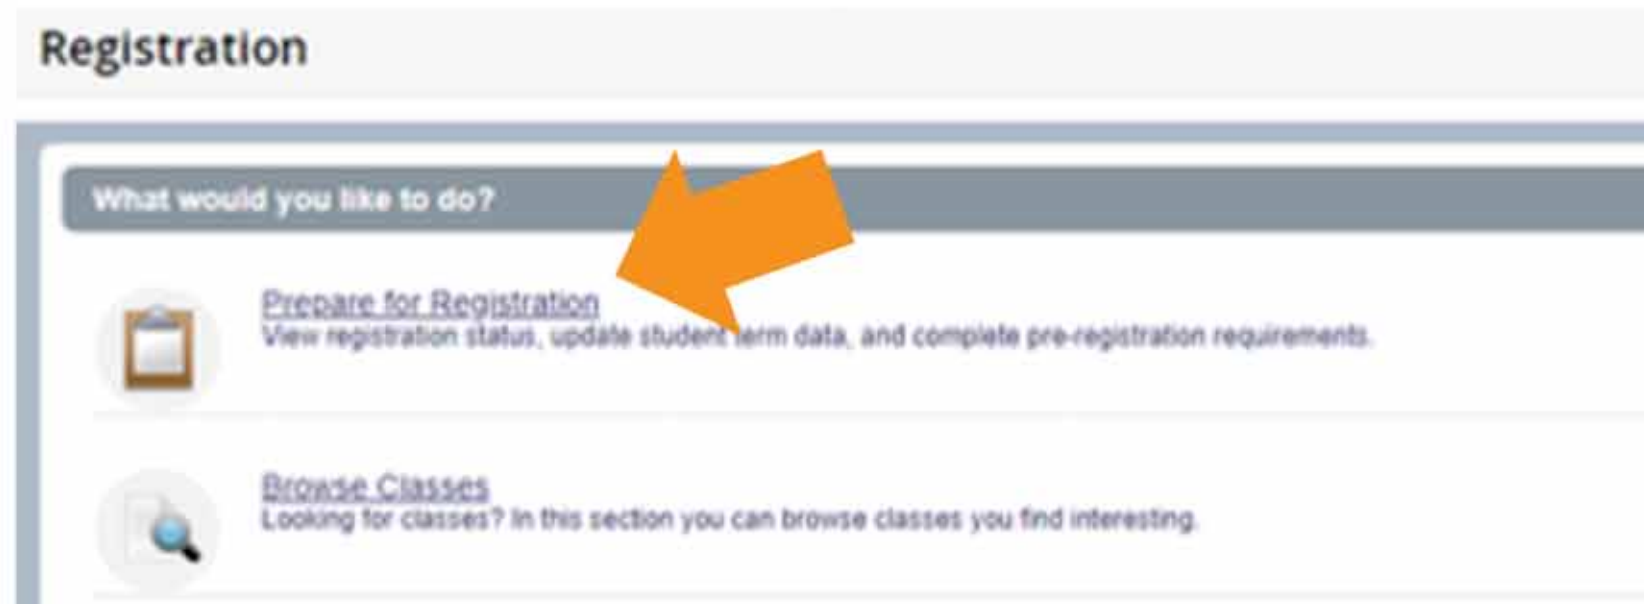 Registration
What would you like to do?
Prepare for Registration
View registration status, update student term data, and complete pre-registration requirements.
Browse Classes
Looking for classes? In this section you can browse classes you find interesting.